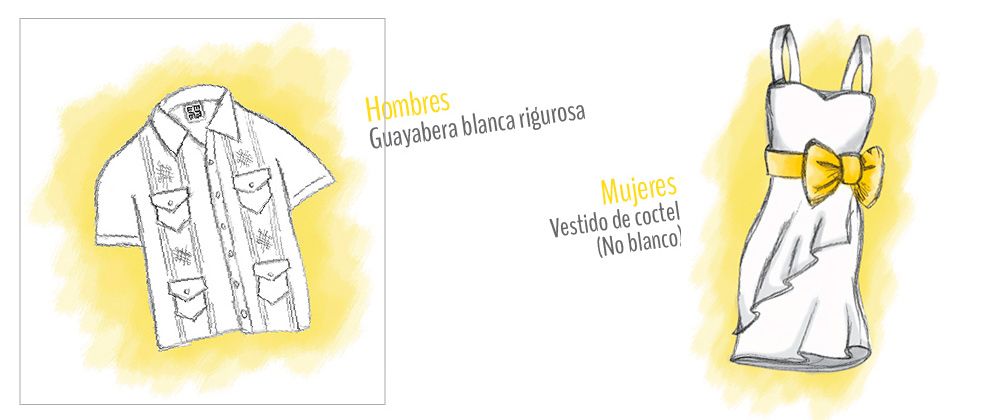 Hombres
Guayabera blanca rigurosa
Mujeres
Vestido de coctel
(No blanco)